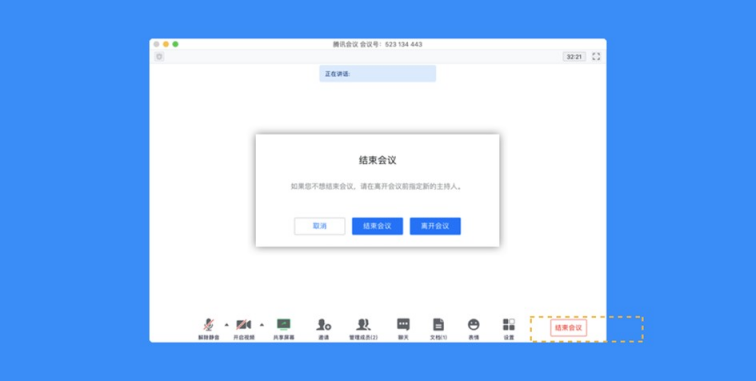 腾讯会议 会议号：523 134 443
32:21
正在讲话:
结束会议
如果您不想结束会议，请在离开会议前指定新的主持人。
取消
结束会议
离开会议
解除静音
开启视频
共享屏幕
邀请
管理成员(2)
聊天
文档(1)
表情
设置
结束会议